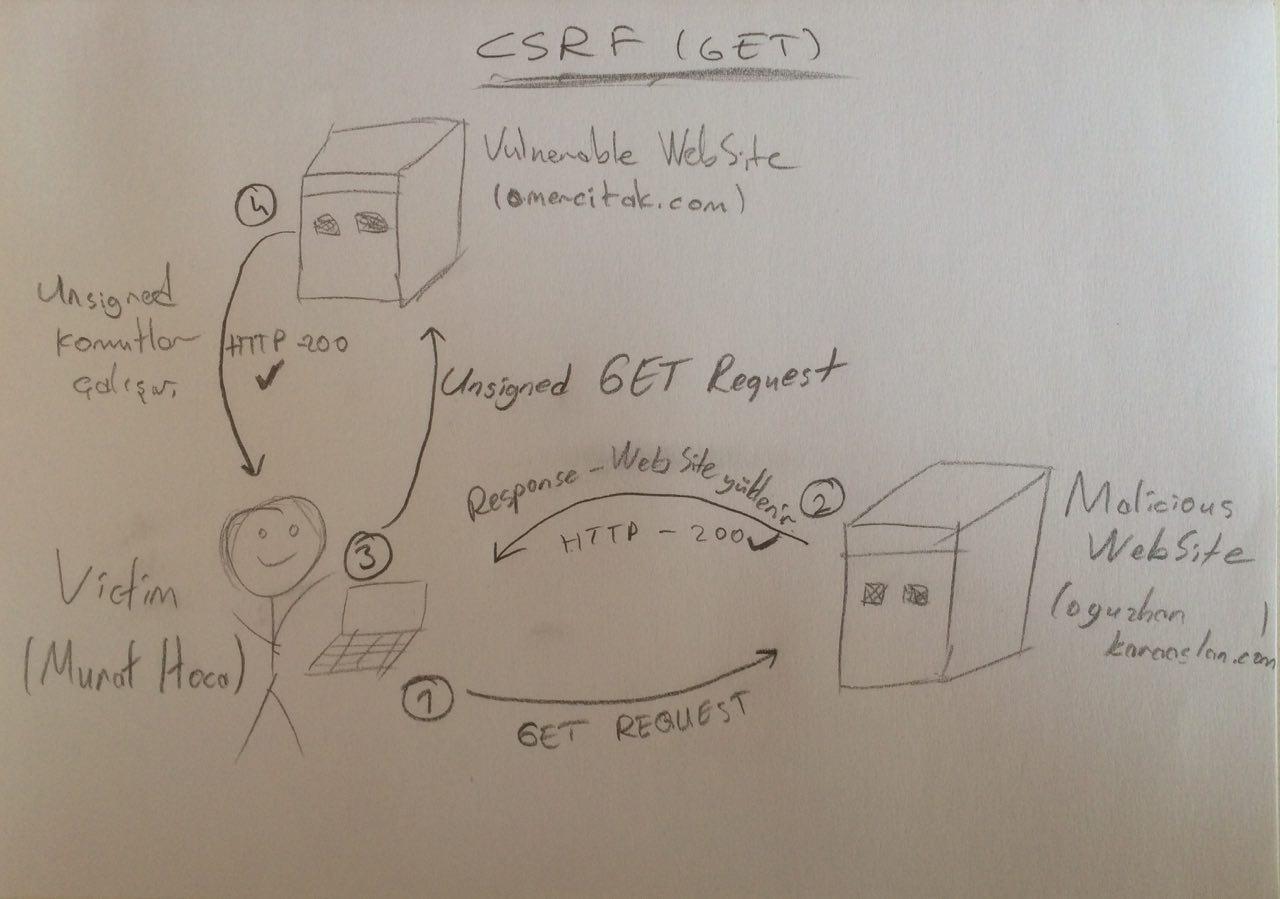 CSRF (GET)
Vulnerable WebSite
(omercitak.com)
4
Unsigned
Komutlar
Çalışır.
HTTP -200
Unsigned GET Request
Response - Web Site yüklenir.
2
HTTP - 200
Malicious
WebSite
(oguzhan
karaaslan.com)
3
Victim
(Murat Hoca)
1
GET REQUEST